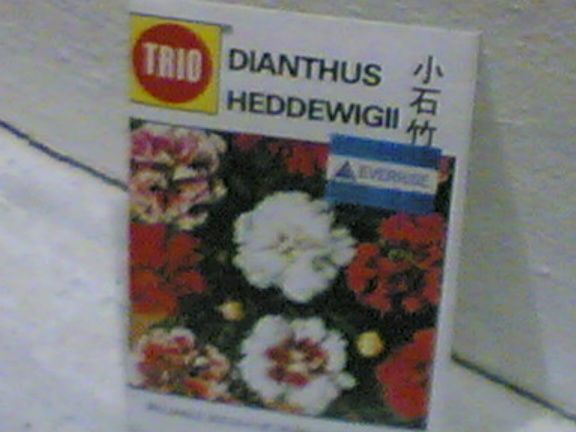 TRIO
DIANTHUS
HEDDEWIGII
小石竹
EVERRISE